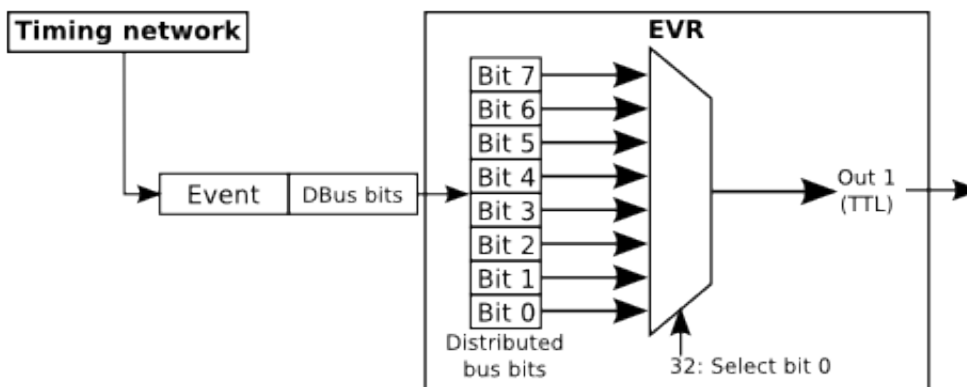 Timing network
EVR
Bit 7
Bit 6
Bit 5
Bit 4
Bit 3
Bit 2
Bit 1
Bit 0
Event
DBus bits
Out 1
(TTL)
Distributed
bus bits
32: Select bit 0